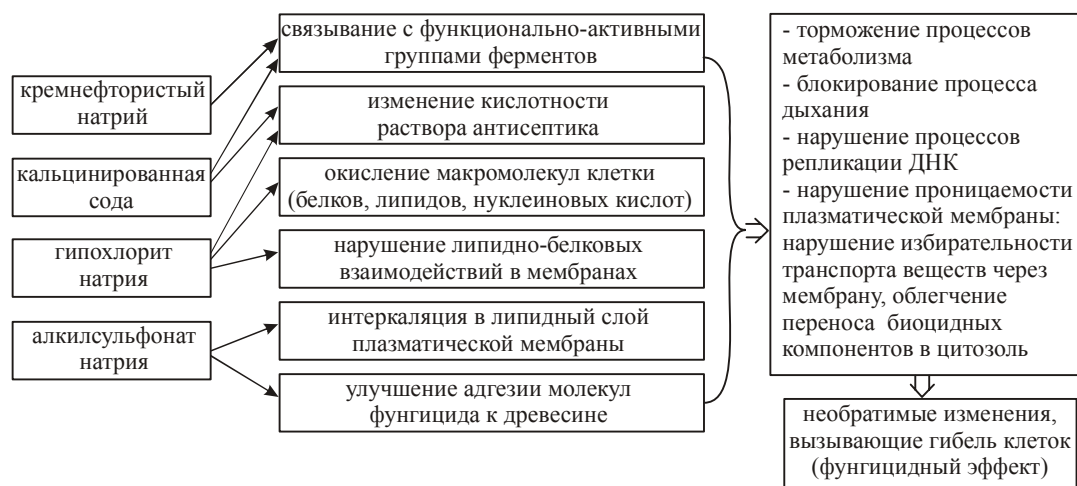 кремнефтористый
натрий
кальцинированная
сода
гипохлорит
натрия
алкилсульфонат
натрия
связывание с функционально-активными
группами ферментов
изменение кислотности
раствора антисептика
окисление макромолекул клетки
(белков, липидов, нуклеиновых кислот)
нарушение липидно-белковых
взаимодействий в мембранах
интеркаляция в липидный слой
плазматической мембраны
улучшение адгезии молекул
фунгицида к древесине
- торможение процессов
метаболизма
- блокирование процесса
дыхания
- нарушение процессов
репликации ДНК
- нарушение проницаемости
плазматической мембраны:
нарушение избирательности
транспорта веществ через
мембрану, облегчение
переноса биоцидных
компонентов в цитозоль
необратимые изменения,
вызывающие гибель клеток
(фунгицидный эффект)